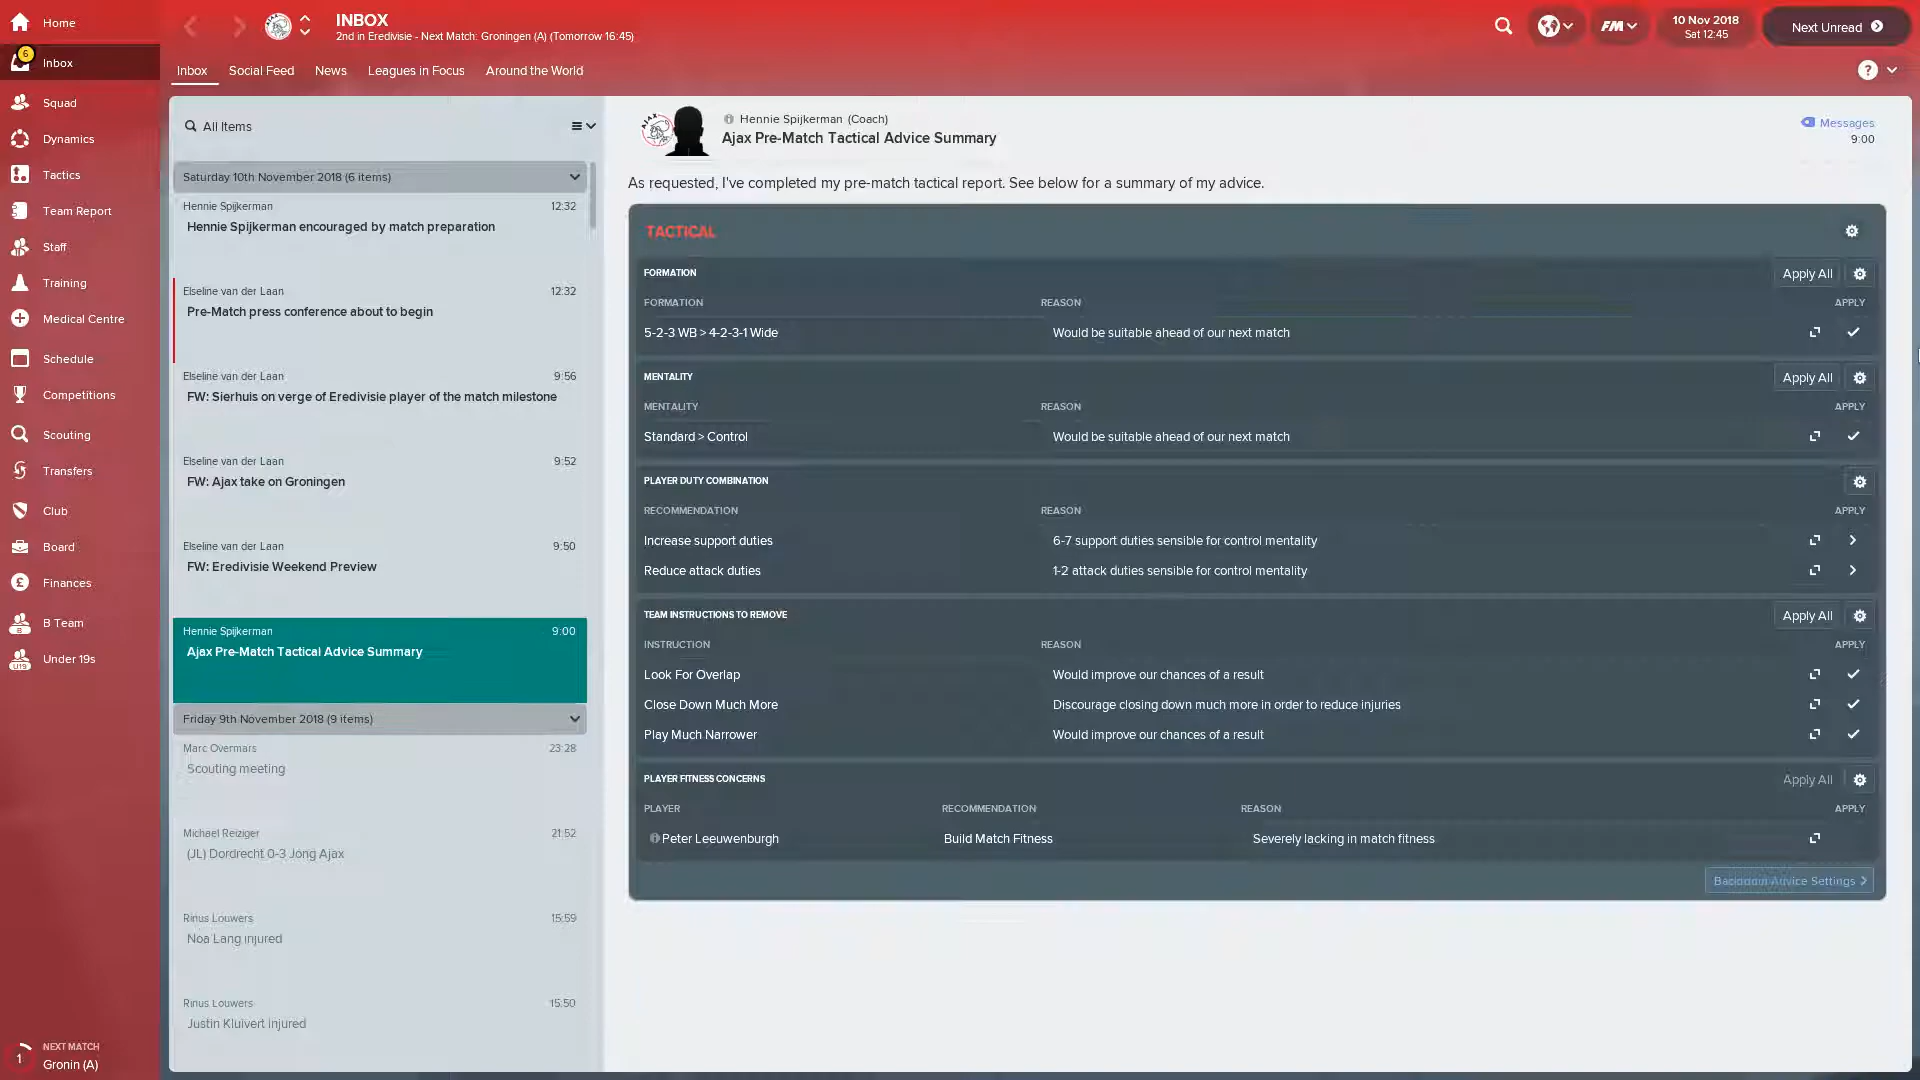 Home
6
Inbox
Squad
Dynamics
Tactics
Team Report
Staff
Training
Medical Centre
Schedule
Competitions
Scouting
Transfers
Club
Board
Finances
B Team
Under 19s
NEXT MATCH
1
Gronin (A)
INBOX
2nd in Eredivisie - Next Match: Groningen (A) (Tomorrow 16:45)
FM
10 Nov 2018
Sat 12:45
Next Unread
Inbox
Social Feed
News
Leagues in Focus
Around the World
?
All Items
Saturday 10th November 2018 (6 items)
Hennie Spijkerman 12:32
Hennie Spijkerman encouraged by match preparation
Elseline van der Laan 12:32
Pre-Match press conference about to begin
Elseline van der Laan 9:56
FW: Sierhuis on verge of Eredivisie player of the match milestone
Elseline van der Laan 9:52
FW: Ajax take on Groningen
Elseline van der Laan 9:50
FW: Eredivisie Weekend Preview
Hennie Spijkerman 9:00
Ajax Pre-Match Tactical Advice Summary
Friday 9th November 2018 (9 items)
Marc Overmars 23:28
Scouting meeting
Michael Reiziger 21:52
(JL) Dordrecht 0-3 Jong Ajax
Rinus Louwers 15:59
Noa Lang injured
Rinus Louwers 15:50
Justin Kluivert injured
Hennie Spijkerman (Coach)
Ajax Pre-Match Tactical Advice Summary
Messages
9:00
As requested, I've completed my pre-match tactical report. See below for a summary of my advice.
TACTICAL
FORMATION Apply All
FORMATION REASON APPLY
5-2-3 WB > 4-2-3-1 Wide Would be suitable ahead of our next match
MENTALITY Apply All
MENTALITY REASON APPLY
Standard > Control Would be suitable ahead of our next match
PLAYER DUTY COMBINATION
RECOMMENDATION REASON APPLY
Increase support duties 6-7 support duties sensible for control mentality
Reduce attack duties 1-2 attack duties sensible for control mentality
TEAM INSTRUCTIONS TO REMOVE Apply All
INSTRUCTION REASON APPLY
Look For Overlap Would improve our chances of a result
Close Down Much More Discourage closing down much more in order to reduce injuries
Play Much Narrower Would improve our chances of a result
PLAYER FITNESS CONCERNS Apply All
PLAYER RECOMMENDATION REASON APPLY
Peter Leeuwenburgh Build Match Fitness Severely lacking in match fitness
Advice Settings